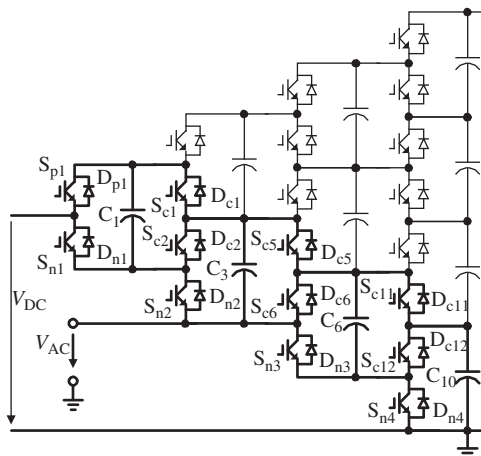 Sp1
Dp1
C1
Sc1
Dc1
Sn1
Dn1
Sc2
Dc2
Sc5
Dc5
C3
Sn2
Dn2
Sc6
Dc6
Sc11
Dc11
VDC
VAC
C6
Sn3
Dn3
Sc12
Dc12
C10
Sn4
Dn4